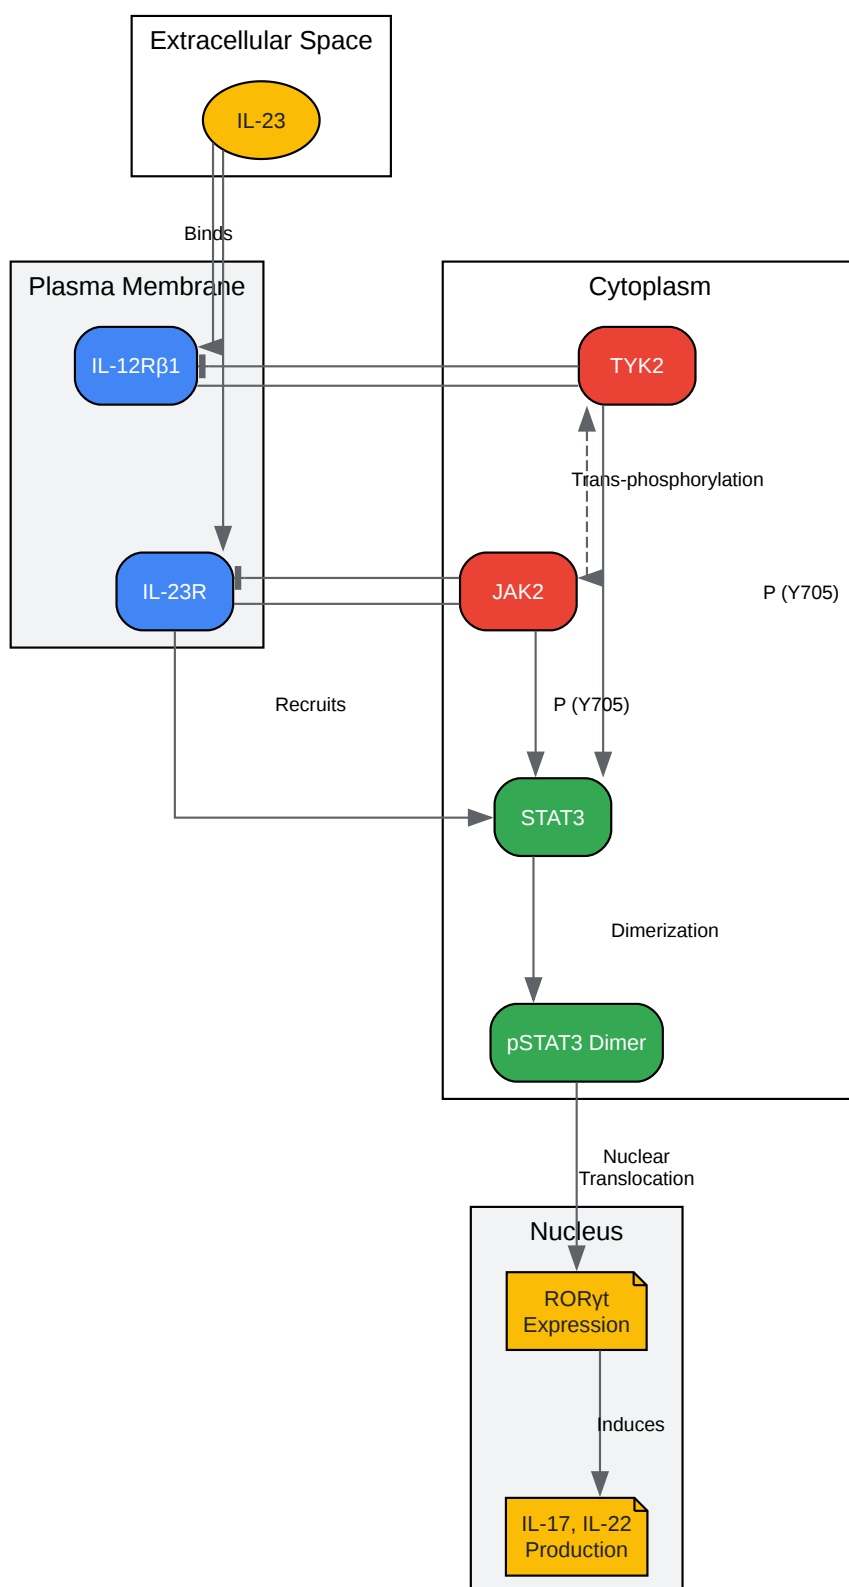 Extracellular Space
IL-23
Binds
Plasma Membrane
Cytoplasm
IL-12Rβ1
TYK2
Trans-phosphorylation
IL-23R
JAK2
P (Y705)
Recruits
P (Y705)
STAT3
Dimerization
pSTAT3 Dimer
Nuclear
Translocation
Nucleus
RORγt
Expression
Induces
IL-17, IL-22
Production